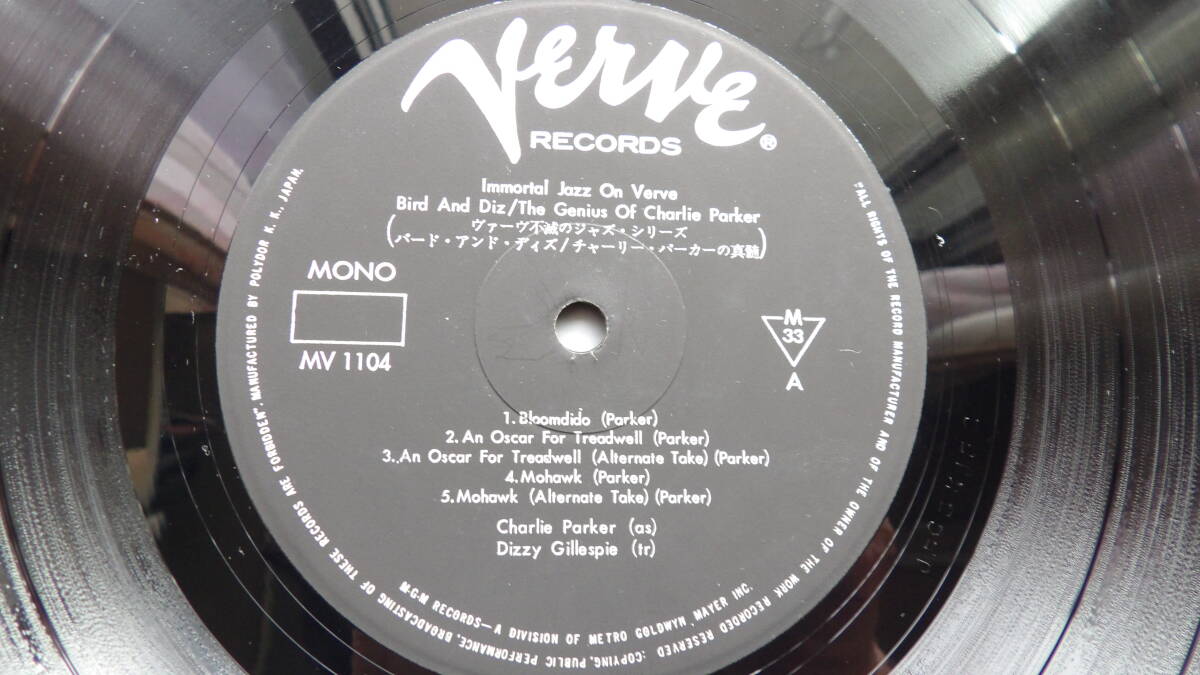 Verve
RECORDS
®
Immortal Jazz On Verve
Bird And Diz/The Genius Of Charlie Parker
(ヴァーヴ不滅のジャズ・シリーズ
バード・アンド・ディズ/チャーリー・パーカーの真髄)
MONO
MV 1104
M
33
A
1. Bloomdido (Parker)
2. An Oscar For Treadwell (Parker)
3. An Oscar For Treadwell (Alternate Take) (Parker)
4. Mohawk (Parker)
5. Mohawk (Alternate Take) (Parker)
Charlie Parker (as)
Dizzy Gillespie (tr)
M-G-M RECORDS—A DIVISION OF METRO GOLDWYN, MAYER INC.
"ALL RIGHTS OF THE RECORD MANUFACTURER AND OF THE OWNER OF THE WORK RECORDED RESERVED :COPYING, PUBLIC PERFORMANCE, BROADCASTING OF THESE RECORDS ARE FORBIDDEN". MANUFACTURED BY POLYDOR K. K., JAPAN.